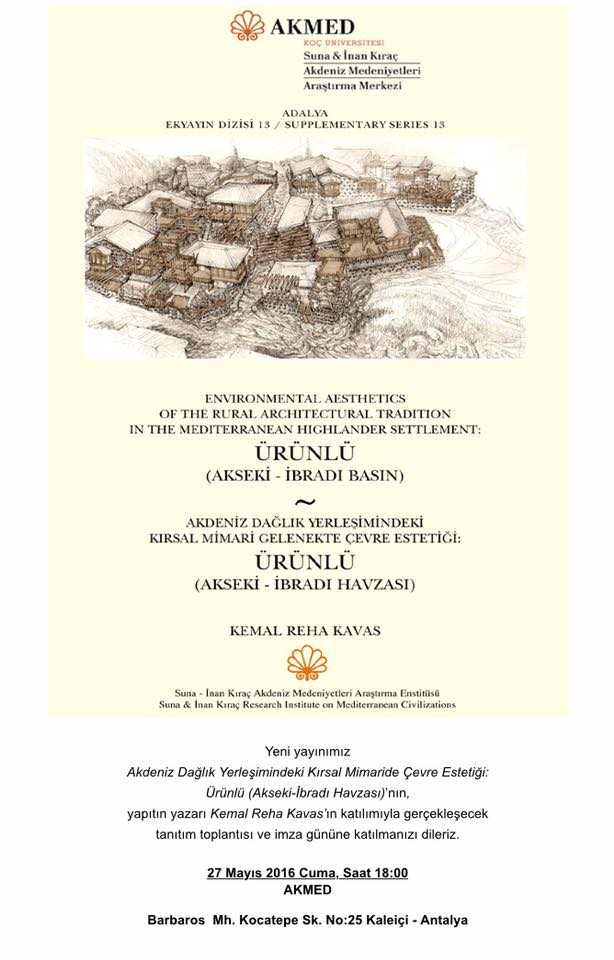 AKMED
KOÇ ÜNİVERSİTESİ
Suna & İnan Kıraç
Akdeniz Medeniyetleri
Araştırma Merkezi
ADALYA
EKYAYIN DİZİSİ 13 / SUPPLEMENTARY SERIES 13
ENVIRONMENTAL AESTHETICS
OF THE RURAL ARCHITECTURAL TRADITION
IN THE MEDITERRANEAN HIGHLANDER SETTLEMENT:
ÜRÜNLÜ
(AKSEKİ - İBRADI BASIN)
~
AKDENİZ DAĞLIK YERLEŞİMİNDEKİ
KIRSAL MİMARİ GELENEKTE ÇEVRE ESTETİĞİ:
ÜRÜNLÜ
(AKSEKİ - İBRADI HAVZASI)
KEMAL REHA KAVAS
Suna - İnan Kıraç Akdeniz Medeniyetleri Araştırma Enstitüsü
Suna & İnan Kıraç Research Institute on Mediterranean Civilizations
Yeni yayınımız
Akdeniz Dağlık Yerleşimindeki Kırsal Mimaride Çevre Estetiği:
Ürünlü (Akseki-İbradı Havzası)'nın,
yapıtın yazarı Kemal Reha Kavas'ın katılımıyla gerçekleşecek
tanıtım toplantısı ve imza gününe katılmanızı dileriz.
27 Mayıs 2016 Cuma, Saat 18:00
AKMED
Barbaros Mh. Kocatepe Sk. No:25 Kaleiçi - Antalya